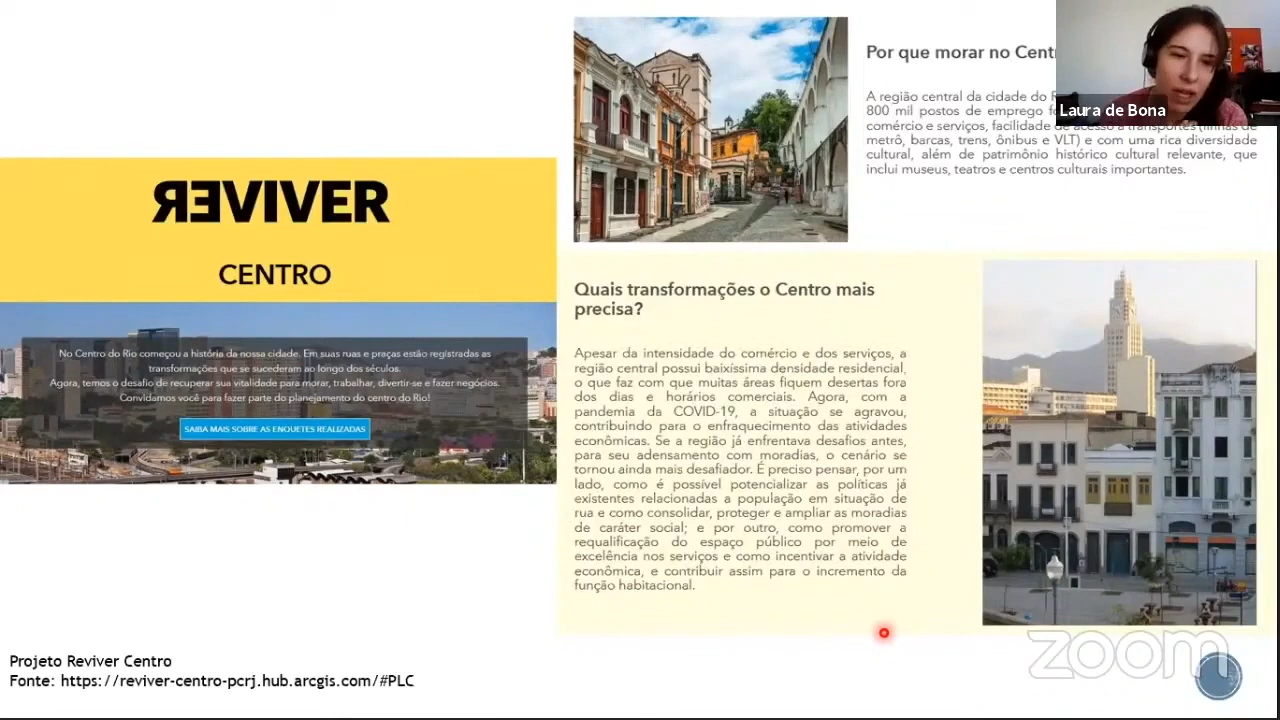 ЯƎVIVER
CENTRO
No Centro do Rio começou a história da nossa cidade. Em suas ruas e praças estão registradas as
transformações que se sucederam ao longo dos séculos.
Agora, temos o desafio de recuperar sua vitalidade para morar, trabalhar, divertir-se e fazer negócios.
Convidamos você para fazer parte do planejamento do centro do Rio!
SAIBA MAIS SOBRE AS ENQUETES REALIZADAS
Por que morar no Cent
A região central da cidade do
800 mil postos de emprego
comércio e serviços, facilidade de acesso a transportes (linhas de
metrô, barcas, trens, ônibus e VLT) e com uma rica diversidade
cultural, além de patrimônio histórico cultural relevante, que
inclui museus, teatros e centros culturais importantes.
Laura de Bona
Quais transformações o Centro mais
precisa?
Apesar da intensidade do comércio e dos serviços, a
região central possui baixíssima densidade residencial,
o que faz com que muitas áreas fiquem desertas fora
dos dias e horários comerciais. Agora, com a
pandemia da COVID-19, a situação se agravou,
contribuindo para o enfraquecimento das atividades
econômicas. Se a região já enfrentava desafios antes,
para seu adensamento com moradias, o cenário se
tornou ainda mais desafiador. É preciso pensar, por um
lado, como é possível potencializar as políticas já
existentes relacionadas a população em situação de
rua e como consolidar, proteger e ampliar as moradias
de caráter social; e por outro, como promover a
requalificação do espaço público por meio de
excelência nos serviços e como incentivar a atividade
econômica, e contribuir assim para o incremento da
função habitacional.
Projeto Reviver Centro
Fonte: https://reviver-centro-pcrj.hub.arcgis.com/#PLC
zoom